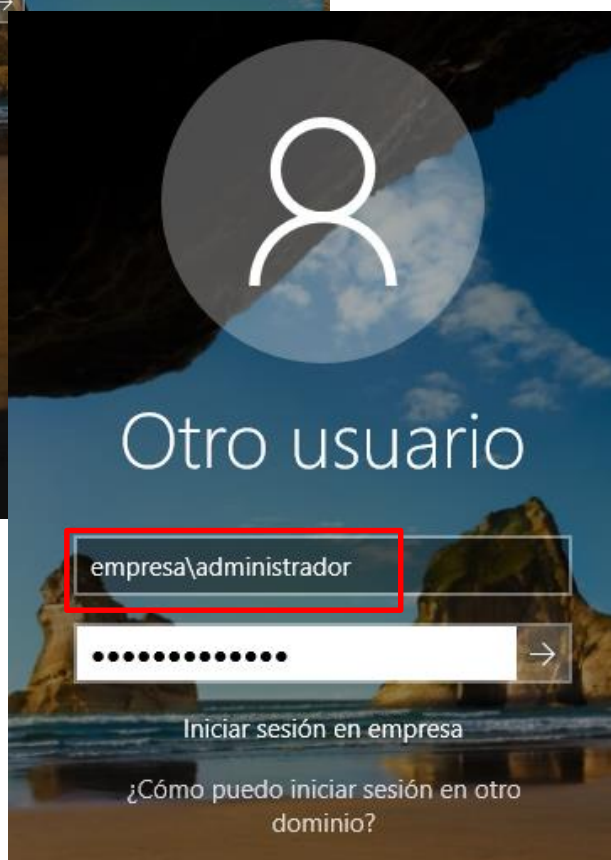 Otro usuario
empresa\administrador
•••••••••••••
Iniciar sesión en empresa
¿Cómo puedo iniciar sesión en otro
dominio?